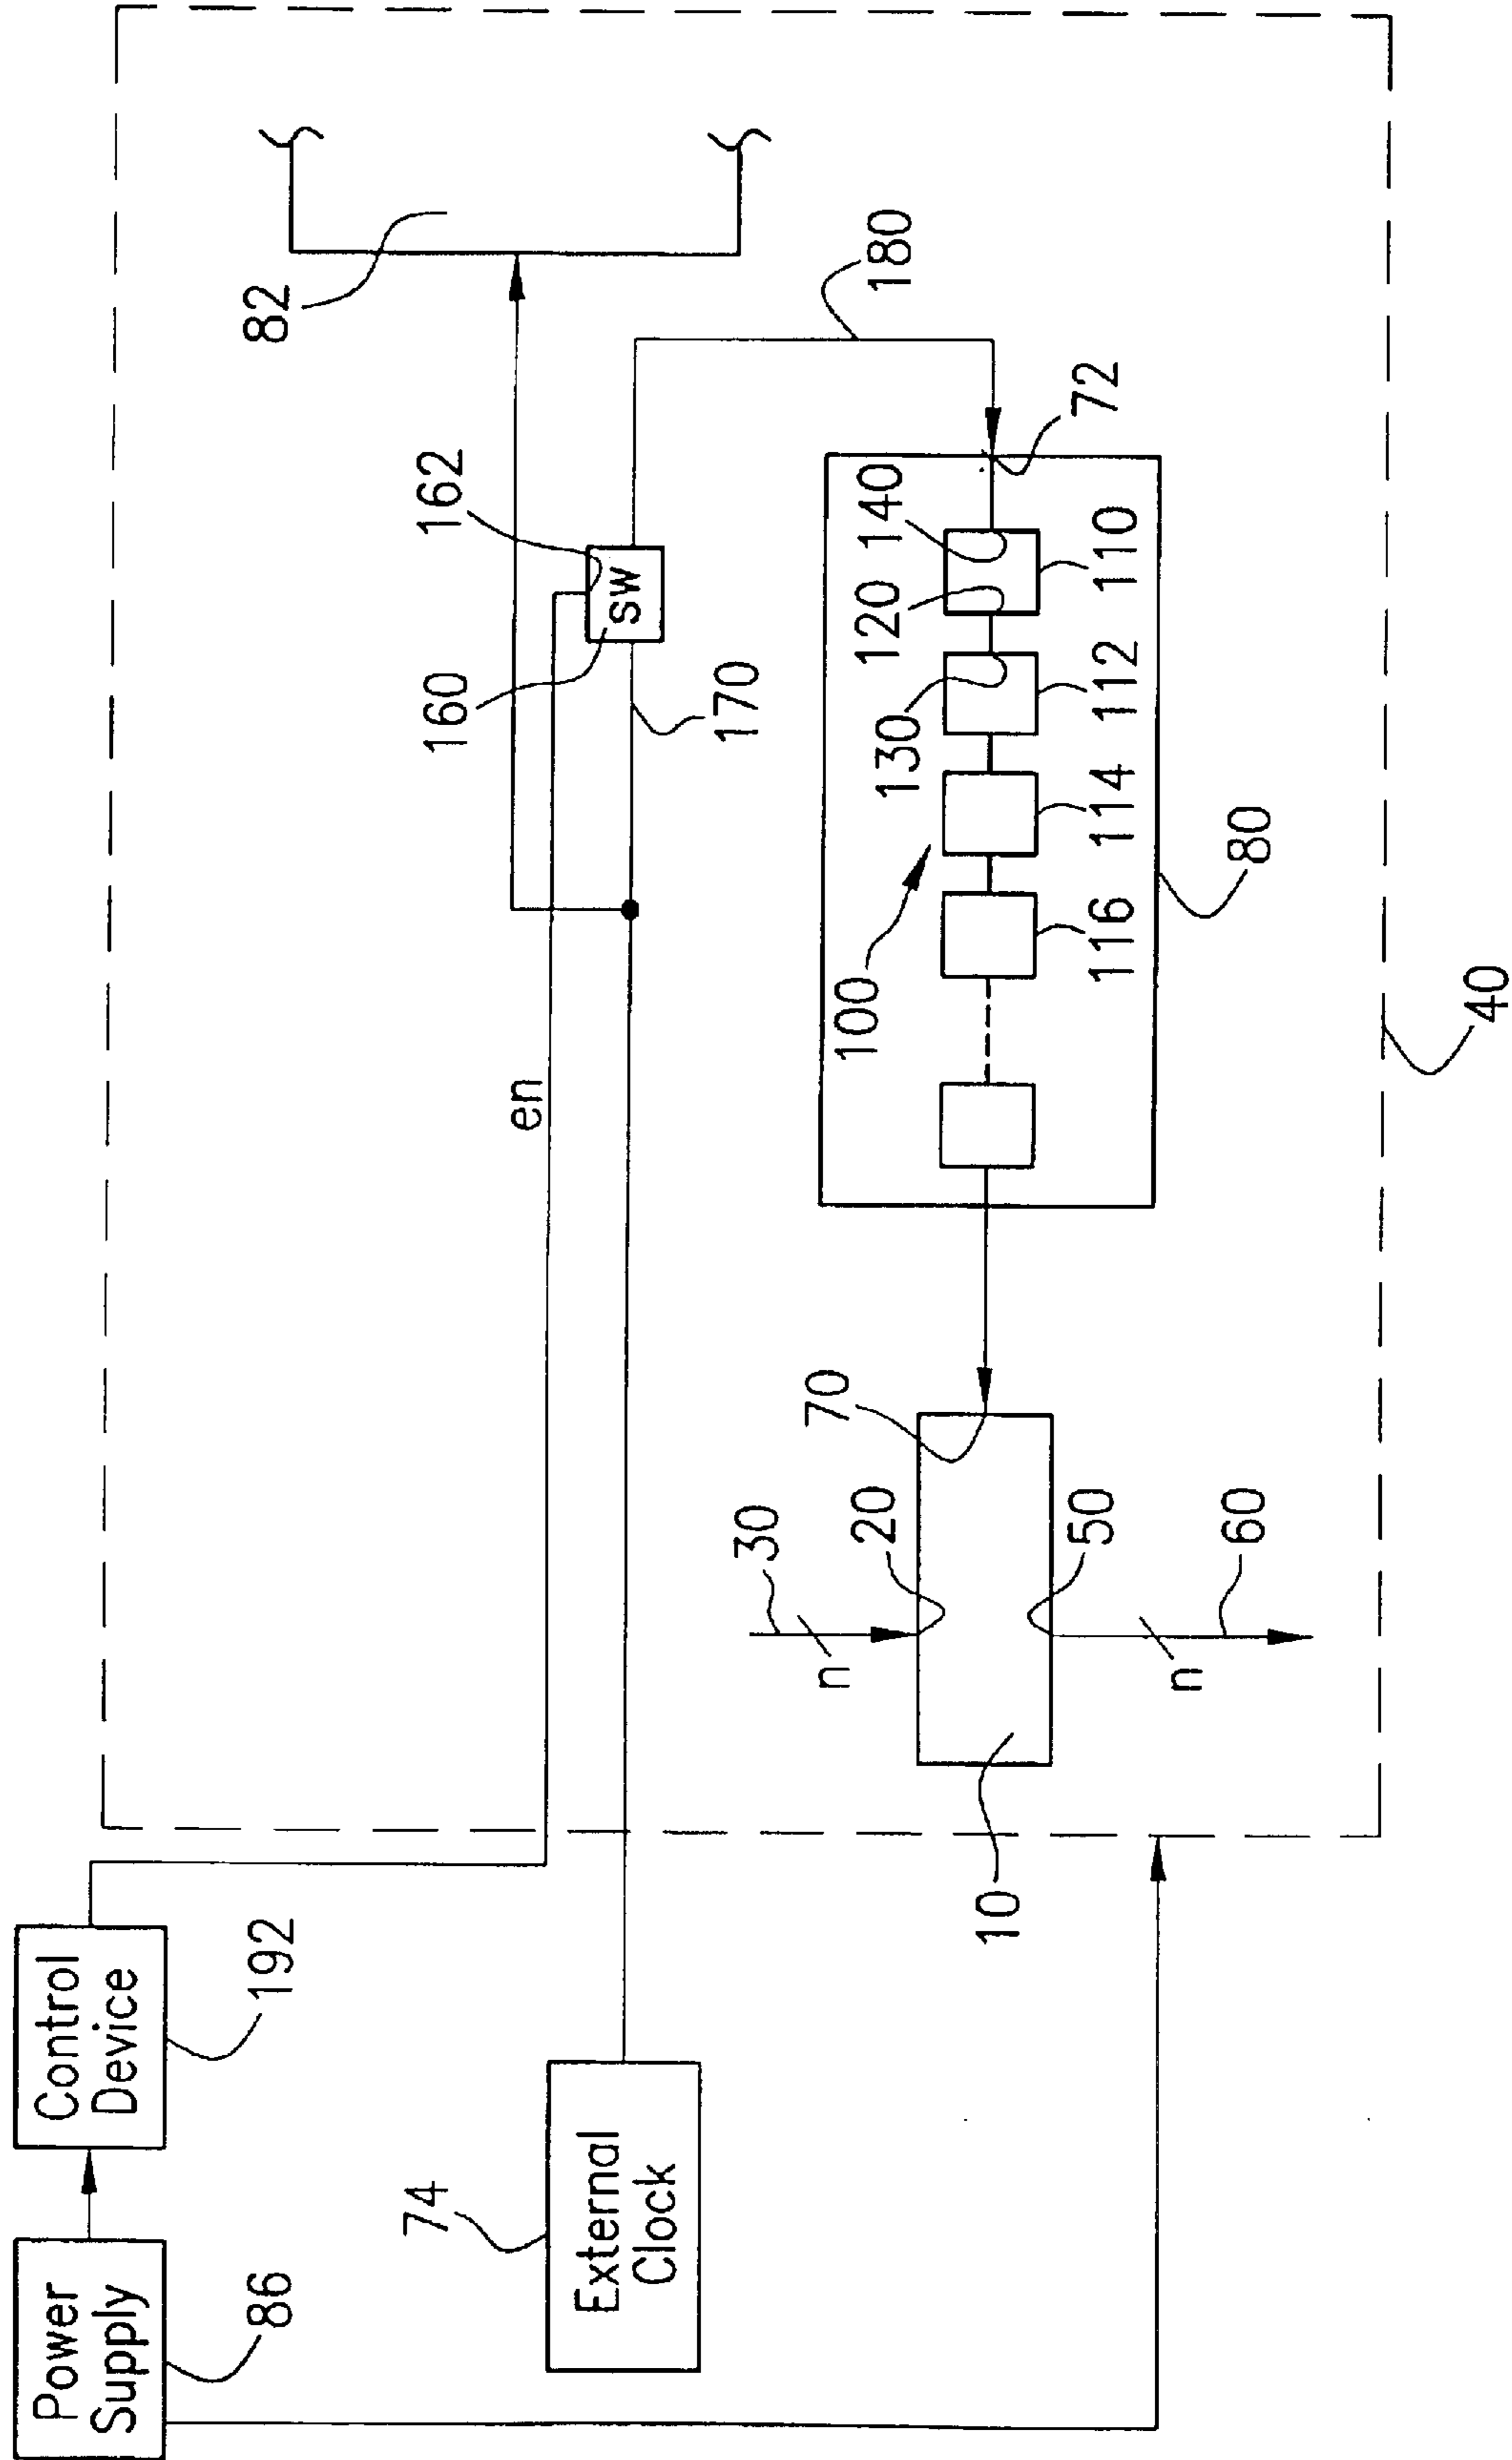 Power
Supply
86
Control
Device
192
74
External
Clock
en
160
162
sw
170
82
180
30
n
20
70
10
50
n
60
100
130
120
140
72
116
114
112
110
80
40